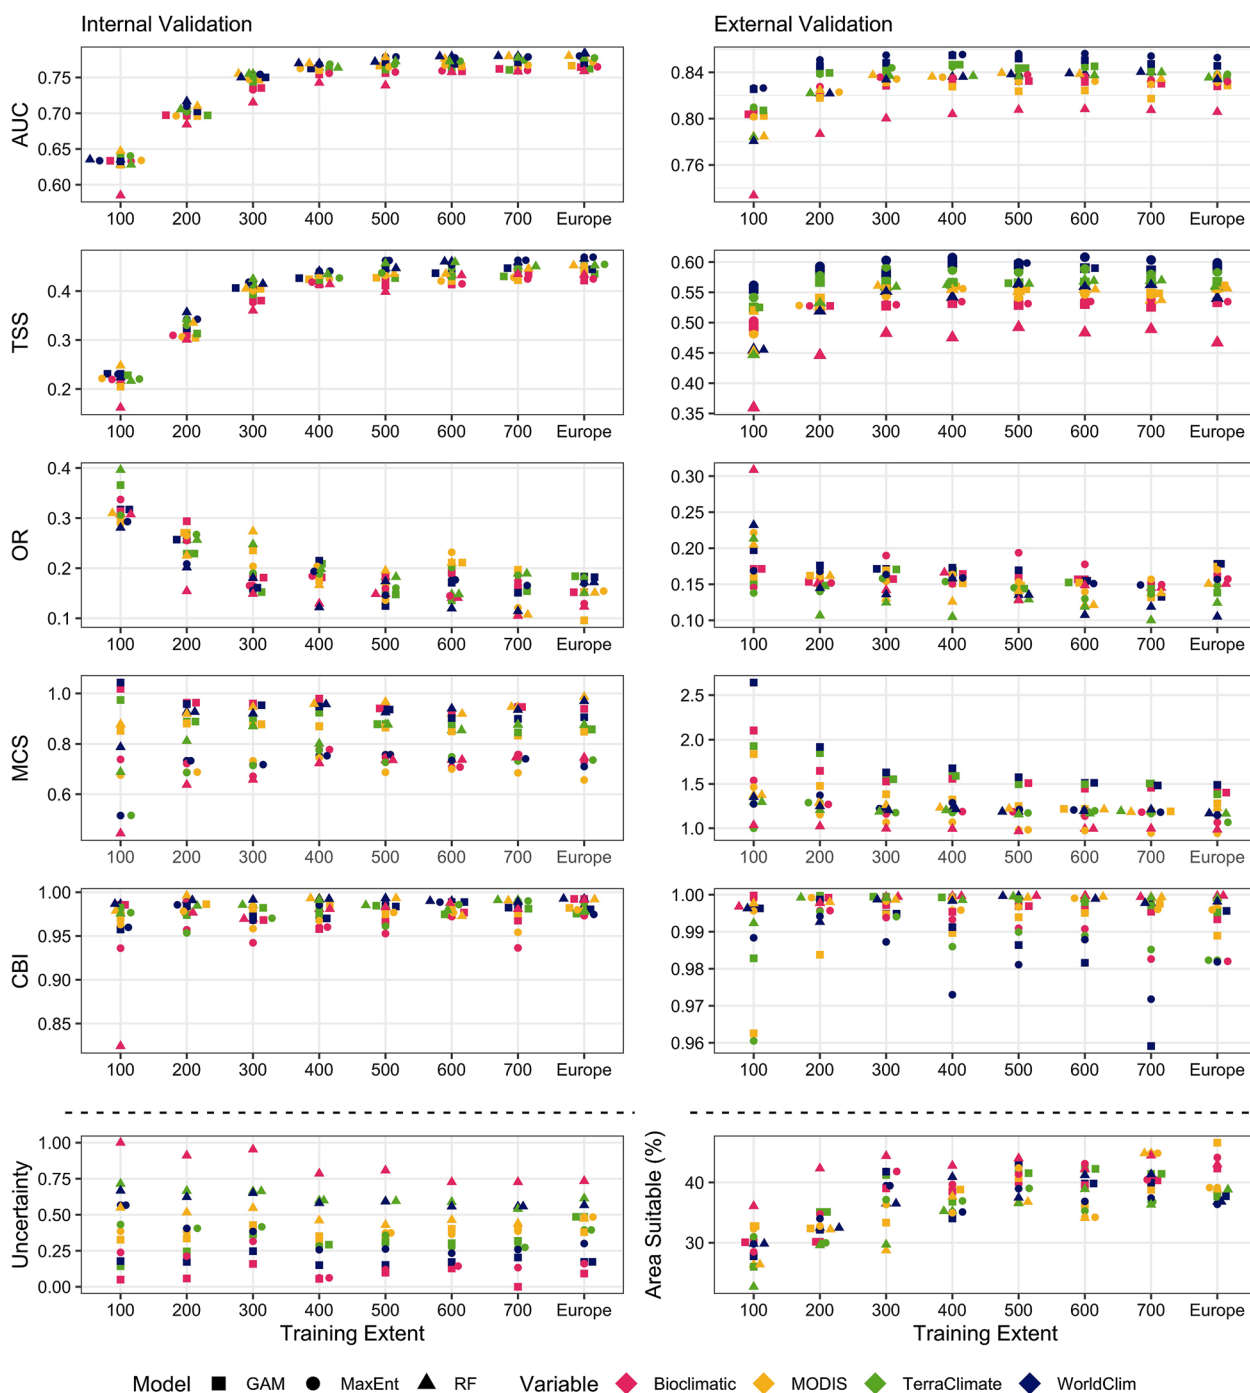 Internal Validation
External Validation
AUC
0.75
0.70
0.65
0.60
100 200 300 400 500 600 700 Europe
0.84
0.80
0.76
100 200 300 400 500 600 700 Europe
TSS
0.4
0.3
0.2
100 200 300 400 500 600 700 Europe
0.60
0.55
0.50
0.45
0.40
0.35
100 200 300 400 500 600 700 Europe
OR
0.4
0.3
0.2
0.1
100 200 300 400 500 600 700 Europe
0.30
0.25
0.20
0.15
0.10
100 200 300 400 500 600 700 Europe
MCS
1.0
0.8
0.6
100 200 300 400 500 600 700 Europe
2.5
2.0
1.5
1.0
100 200 300 400 500 600 700 Europe
CBI
1.00
0.95
0.90
0.85
100 200 300 400 500 600 700 Europe
1.00
0.99
0.98
0.97
0.96
100 200 300 400 500 600 700 Europe
Uncertainty
1.00
0.75
0.50
0.25
0.00
100 200 300 400 500 600 700 Europe
Training Extent
Area Suitable (%)
40
30
100 200 300 400 500 600 700 Europe
Training Extent
Model GAM MaxEnt RF Variable Bioclimatic MODIS TerraClimate WorldClim